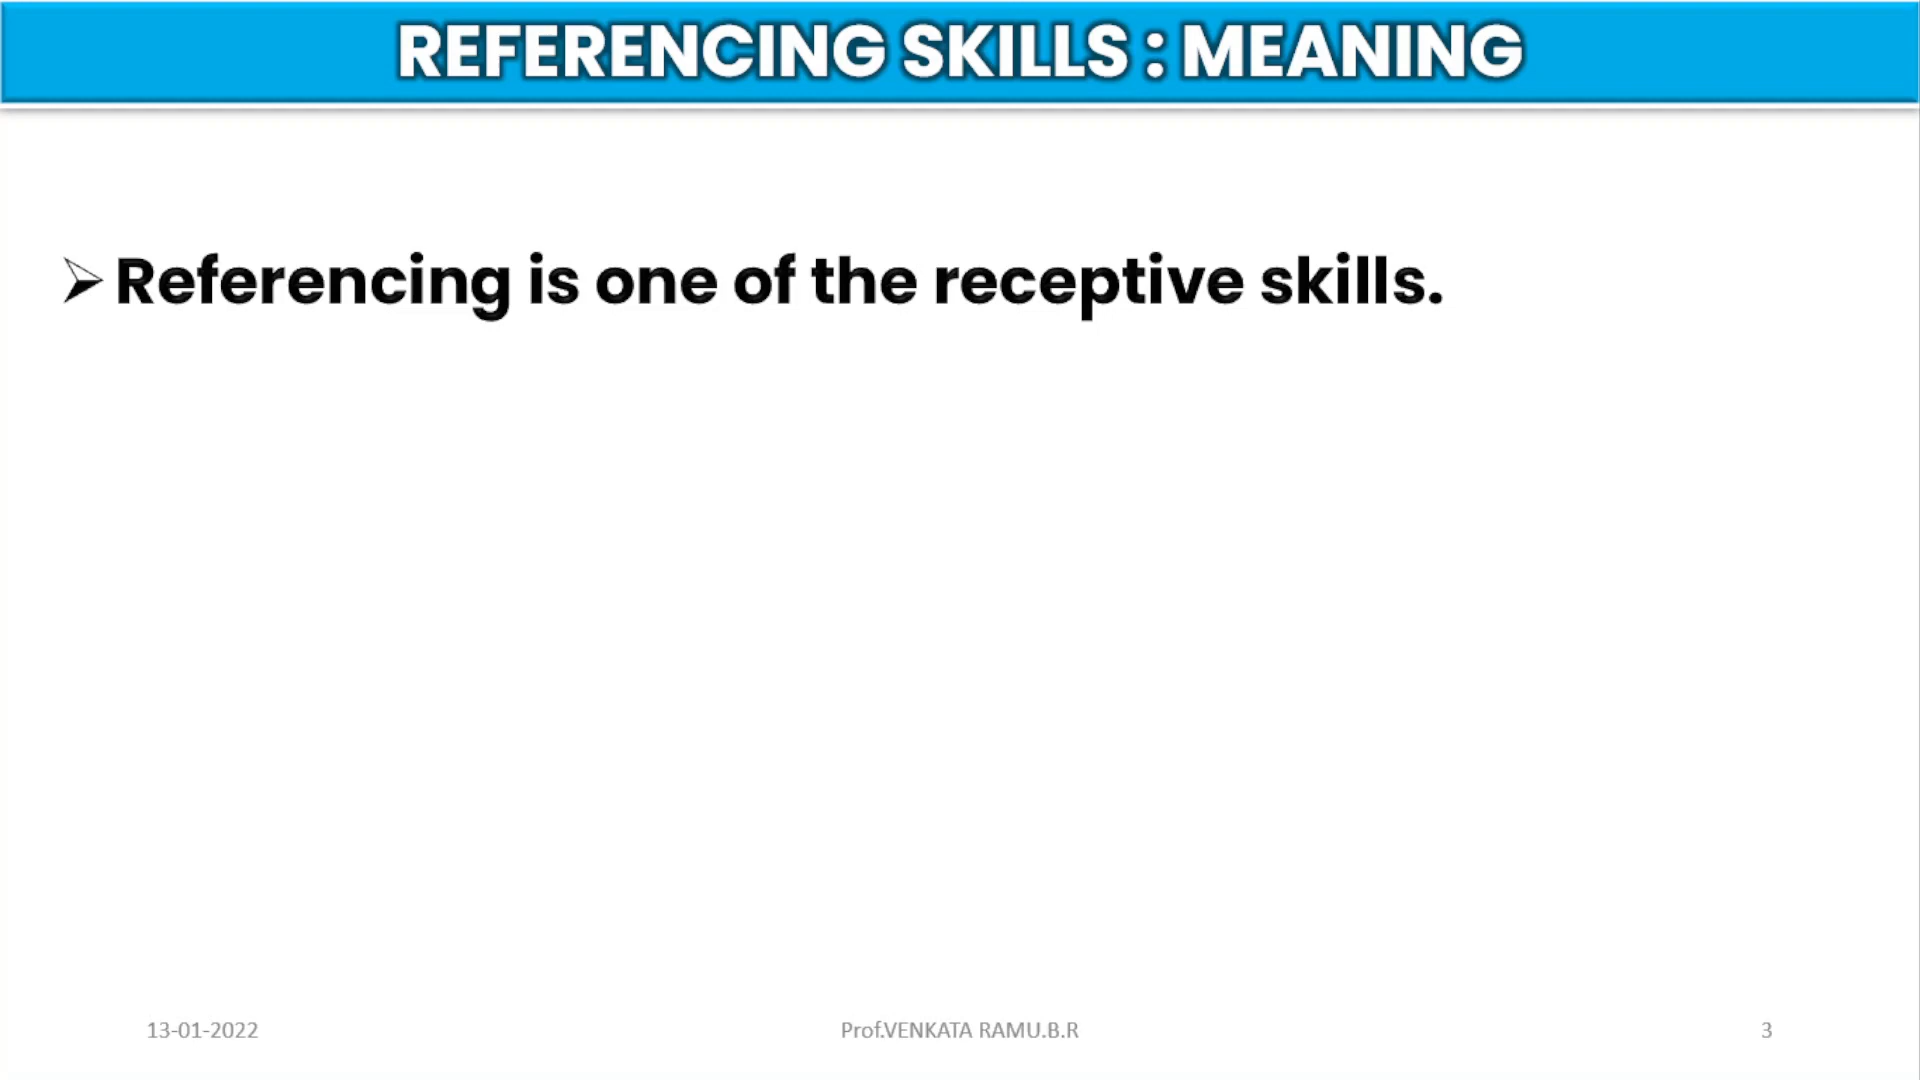 REFERENCING SKILLS : MEANING
➢ Referencing is one of the receptive skills.
13-01-2022
Prof.VENKATA RAMU.B.R
3